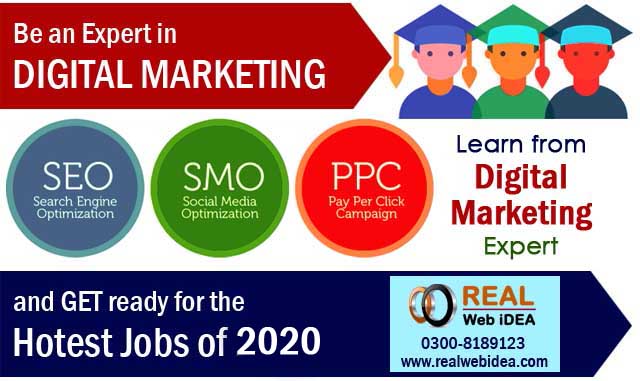 Be an Expert in
DIGITAL MARKETING
SEO
Search Engine
Optimization
SMO
Social Media
Optimization
PPC
Pay Per Click
Campaign
Learn from
Digital
Marketing
Expert
and GET ready for the
Hotest Jobs of 2020
REAL
Web iDEA
0300-8189123
www.realwebidea.com